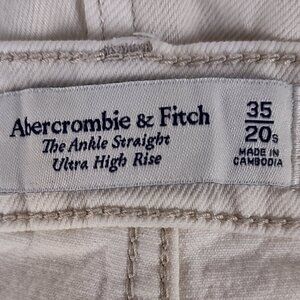 Abercrombie & Fitch
The Ankle Straight
Ultra High Rise
35
20s
MADE IN
CAMBODIA